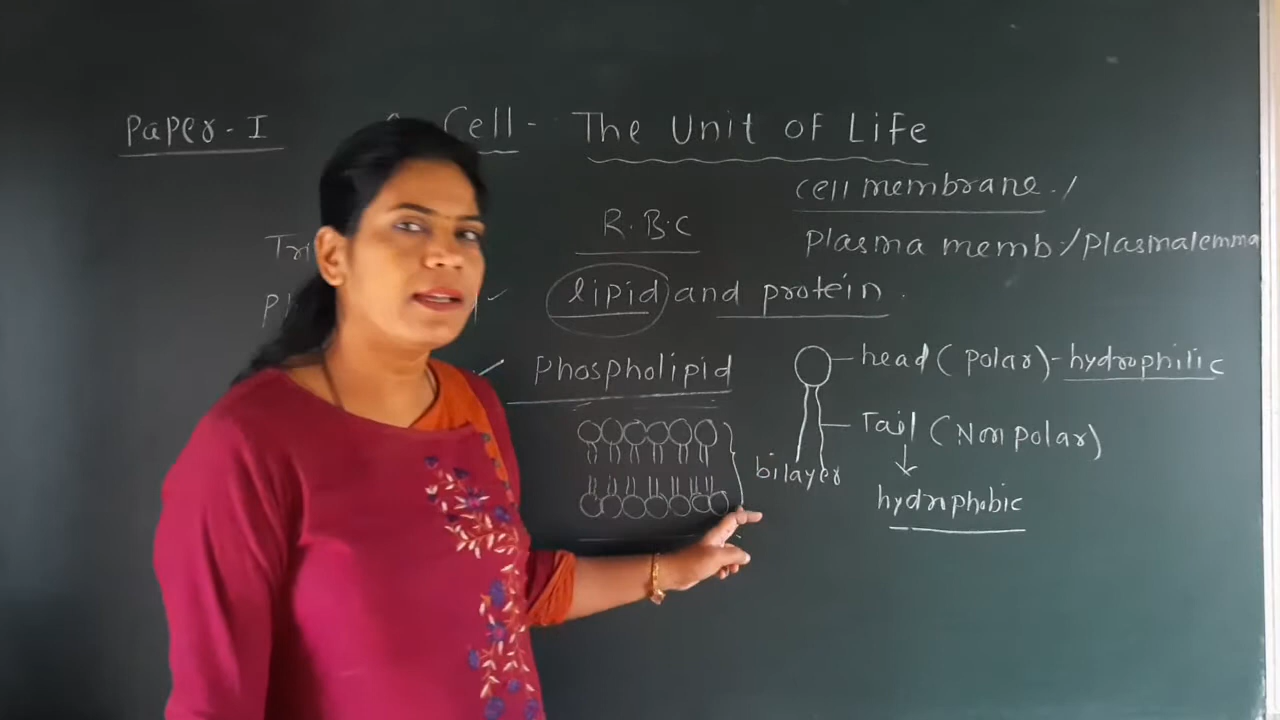 Paper - I
Cell - The Unit of Life
cell membrane. /
R.B.C
plasma memb:/plasmalemma
lipid and protein.
Phospholipid
head (Polar) - hydrophilic
Tail (Non polar)
bilayer
hydrophobic